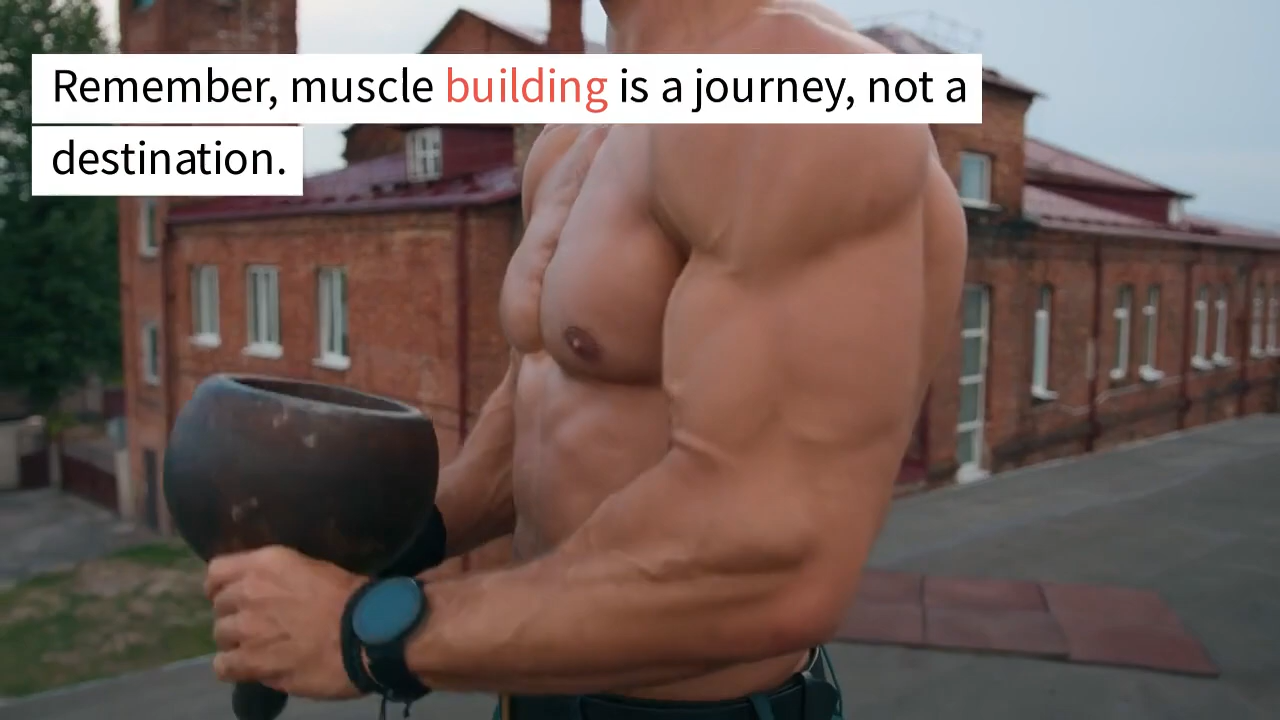 Remember, muscle building is a journey, not a
destination.